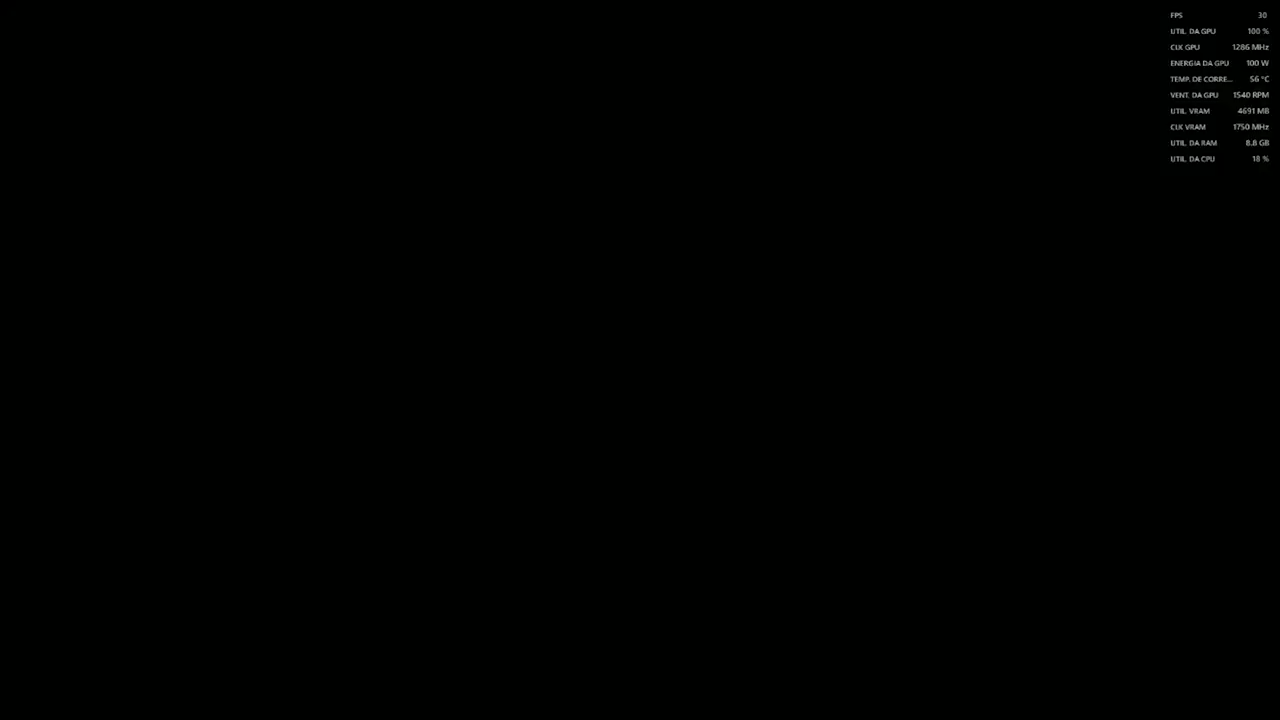 FPS 30
UTIL. DA GPU 100 %
CLK GPU 1286 MHz
ENERGIA DA GPU 100 W
TEMP. DE CORRE... 56 °C
VENT. DA GPU 1540 RPM
UTIL. VRAM 4691 MB
CLK VRAM 1750 MHz
UTIL. DA RAM 8.8 GB
UTIL. DA CPU 18 %